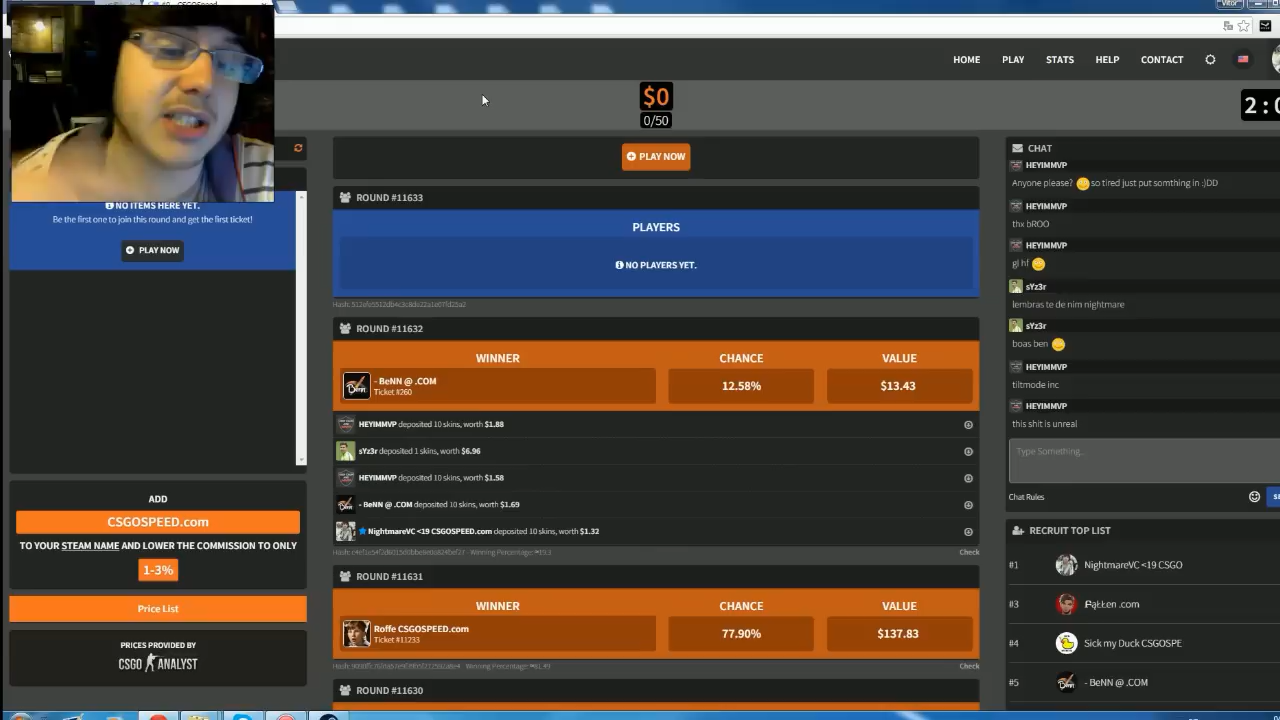 Vitor
HOME
PLAY
STATS
HELP
CONTACT
$0
0/50
PLAY NOW
NO ITEMS HERE YET.
Be the first one to join this round and get the first ticket!
PLAY NOW
ADD
CSGOSPEED.com
TO YOUR STEAM NAME AND LOWER THE COMMISSION TO ONLY
1-3%
Price List
PRICES PROVIDED BY
CSGO ANALYST
ROUND #11633
PLAYERS
NO PLAYERS YET.
ROUND #11632
WINNER CHANCE VALUE
- BeNN @ .COM
Ticket #260
12.58%
$13.43
HEYIMMVP deposited 10 skins, worth $1.88
sYz3r deposited 1 skins, worth $6.96
HEYIMMVP deposited 10 skins, worth $1.58
- BeNN @ .COM deposited 10 skins, worth $1.69
NightmareVC <19 CSGOSPEED.com deposited 10 skins, worth $1.32
Check
ROUND #11631
WINNER CHANCE VALUE
Roffe CSGOSPEED.com
Ticket #11233
77.90%
$137.83
Check
ROUND #11630
CHAT
HEYIMMVP
Anyone please? so tired just put somthing in :)DD
HEYIMMVP
thx bROO
HEYIMMVP
gl hf
sYz3r
lembras te de nim nightmare
sYz3r
boas ben
HEYIMMVP
tiltmode inc
HEYIMMVP
this shit is unreal
Type Something..
Chat Rules
RECRUIT TOP LIST
#1 NightmareVC <19 CSGO
#3
#4 Sick my Duck CSGOSPE
#5 - BeNN @ .COM